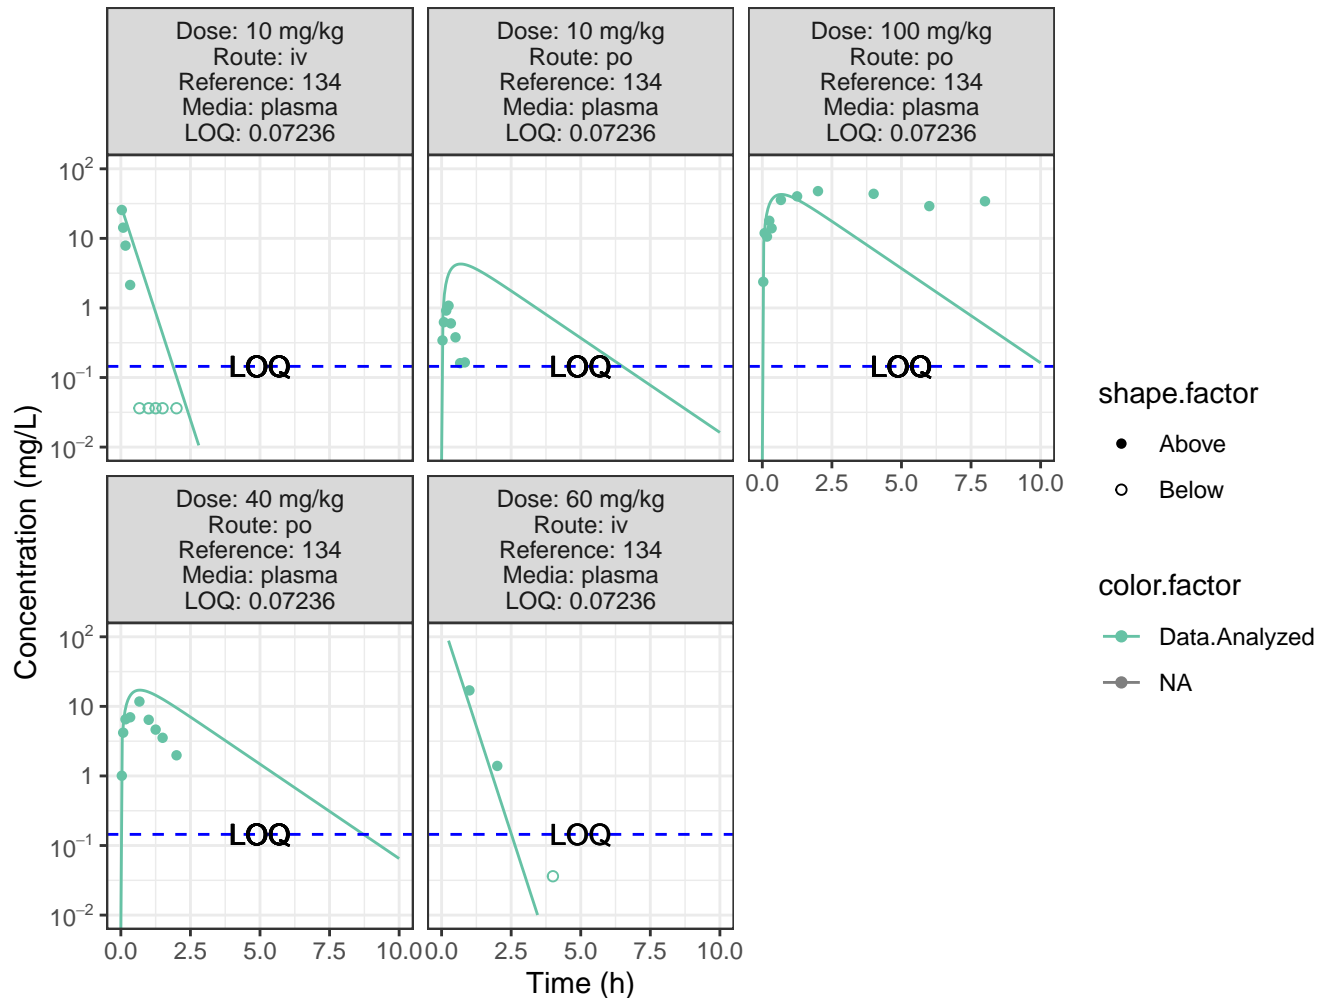 Dose: 10 mg/kg
Route: iv
Reference: 134
Media: plasma
LOQ: 0.07236
Dose: 10 mg/kg
Route: po
Reference: 134
Media: plasma
LOQ: 0.07236
Dose: 100 mg/kg
Route: po
Reference: 134
Media: plasma
LOQ: 0.07236
10²
10
1
10⁻¹
10⁻²
LOQ
LOQ
LOQ
0.0 2.5 5.0 7.5 10.0
Dose: 40 mg/kg
Route: po
Reference: 134
Media: plasma
LOQ: 0.07236
Dose: 60 mg/kg
Route: iv
Reference: 134
Media: plasma
LOQ: 0.07236
10²
10
1
10⁻¹
10⁻²
LOQ
LOQ
0.0 2.5 5.0 7.5 10.0
0.0 2.5 5.0 7.5 10.0
Time (h)
Concentration (mg/L)
shape.factor
Above
Below
color.factor
Data.Analyzed
NA